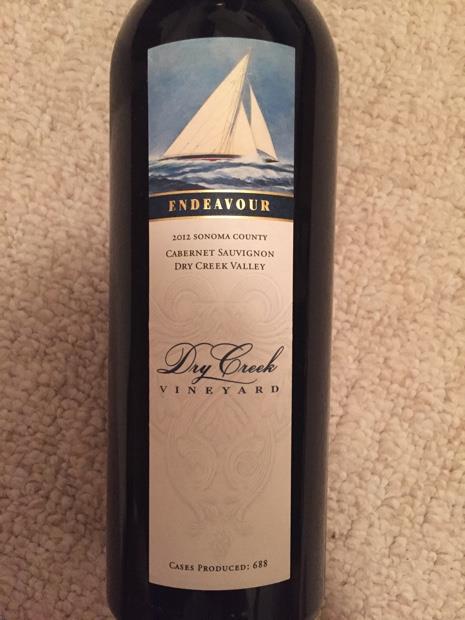 ENDEAVOUR
2012 SONOMA COUNTY
CABERNET SAUVIGNON
DRY CREEK VALLEY
Dry Creek
VINEYARD
CASES PRODUCED: 688